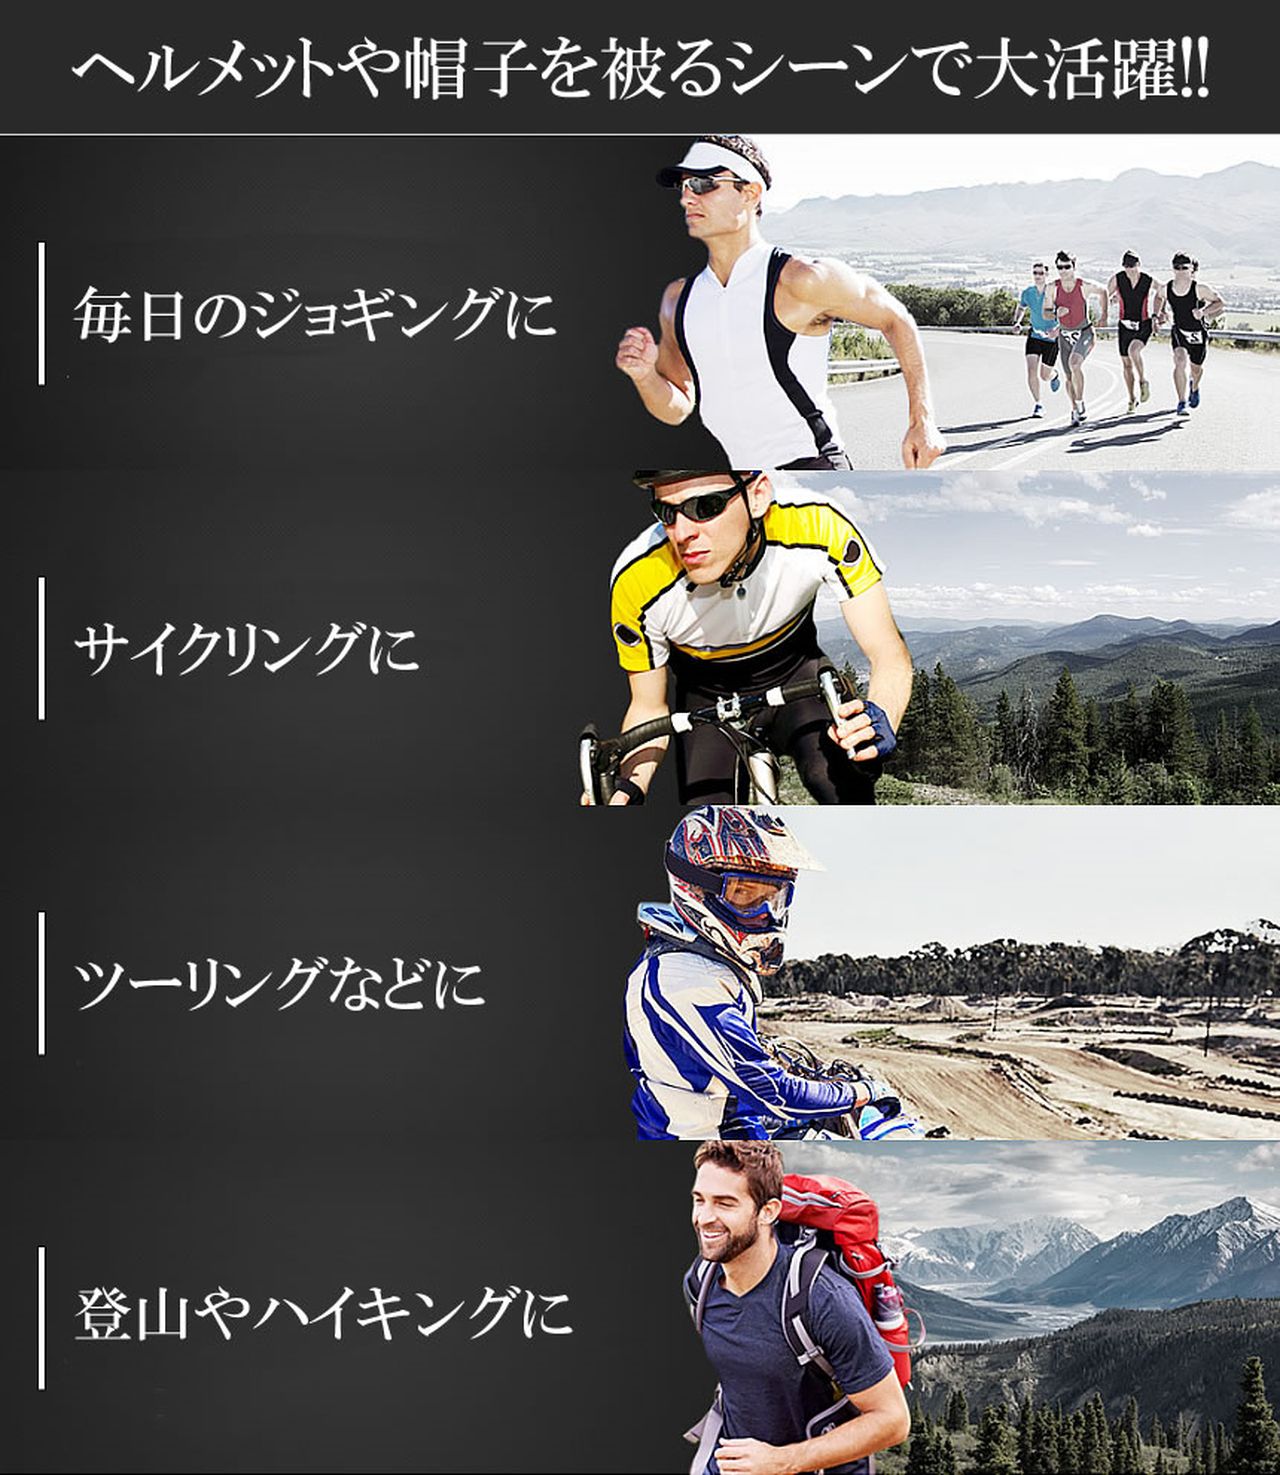 ヘルメットや帽子を被るシーンで大活躍!!
毎日のジョギングに
サイクリングに
ツーリングなどに
登山やハイキングに